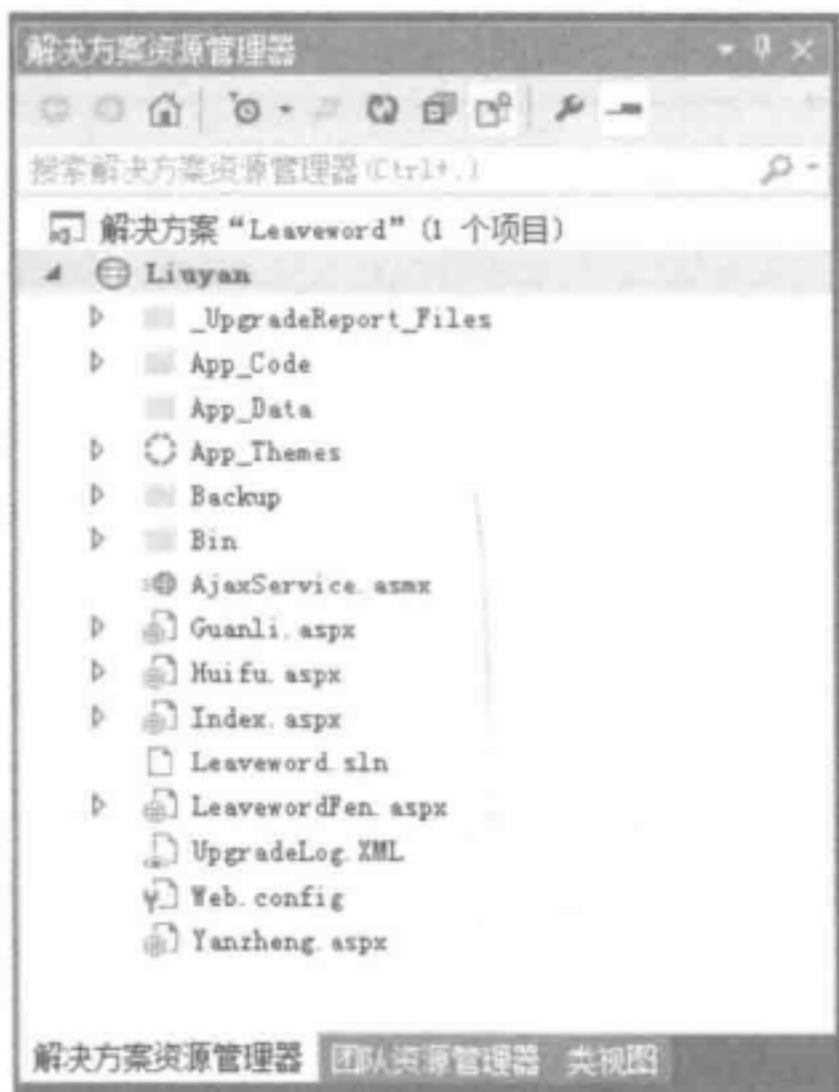 解决方案资源管理器
搜索解决方案资源管理器(Ctrl+;)
解决方案“Leaveword”(1 个项目)
Liuyan
_UpgradeReport_Files
App_Code
App_Data
App_Themes
Backup
Bin
AjaxService.asmx
Guanli.aspx
Huifu.aspx
Index.aspx
Leaveword.sln
LeavewordFen.aspx
UpgradeLog.XML
Web.config
Yanzheng.aspx
解决方案资源管理器 团队资源管理器 类视图